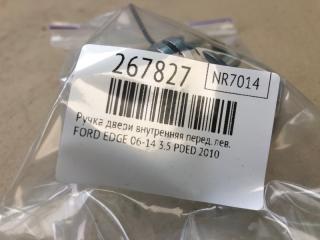 267827
NR7014
Ручка двери внутренняя перед. лев.
FORD EDGE 06-14 3.5 PDED 2010